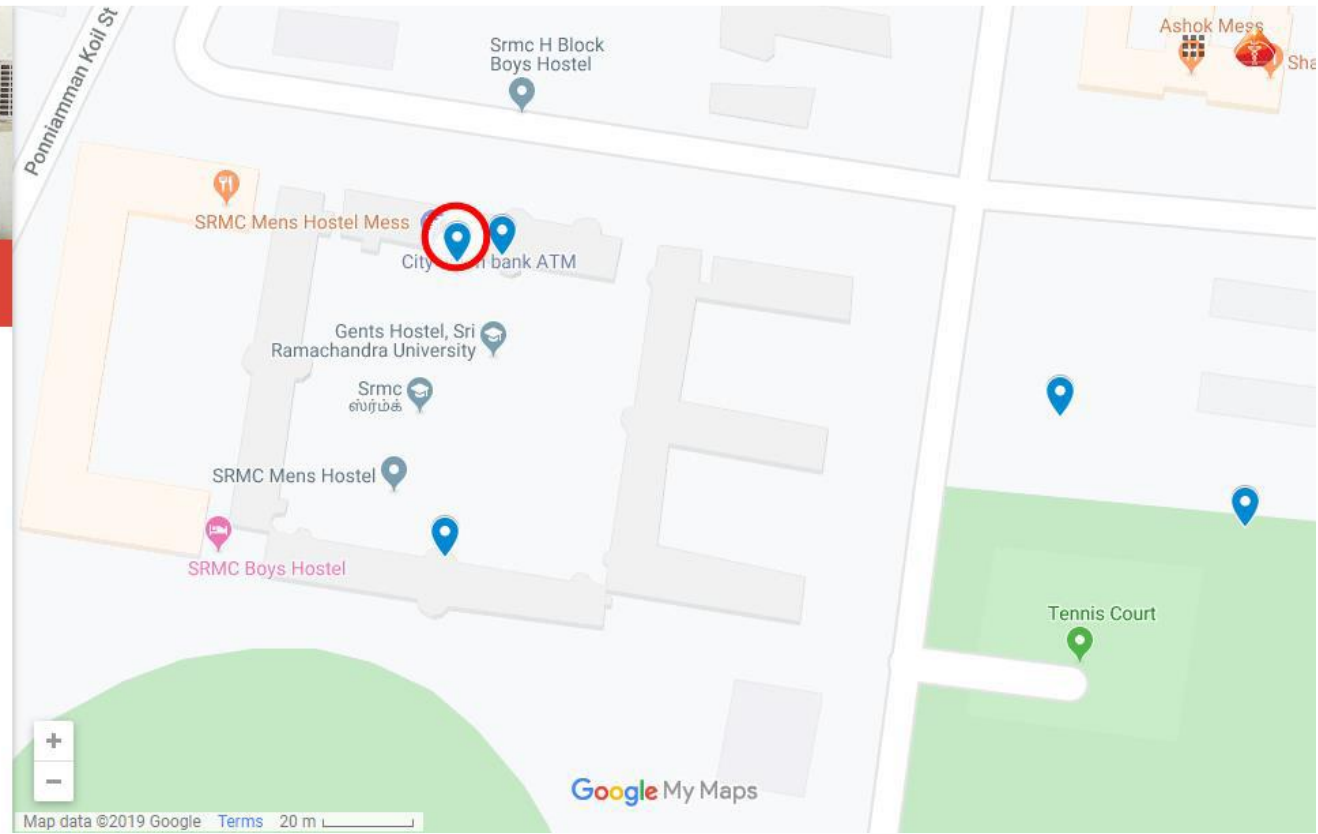 Ponniamman Koil St
Srmc H Block
Boys Hostel
Ashok Mess
Sha
SRMC Mens Hostel Mess
City bank ATM
Gents Hostel, Sri
Ramachandra University
Srmc
ஸ்ர்ம்க்
SRMC Mens Hostel
SRMC Boys Hostel
Tennis Court
+
−
Google My Maps
Map data ©2019 Google Terms 20 m